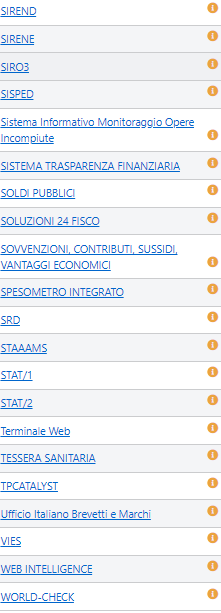 SIREND
SIRENE
SIRO3
SISPED
Sistema Informativo Monitoraggio Opere
Incompiute
SISTEMA TRASPARENZA FINANZIARIA
SOLDI PUBBLICI
SOLUZIONI 24 FISCO
SOVVENZIONI, CONTRIBUTI, SUSSIDI,
VANTAGGI ECONOMICI
SPESOMETRO INTEGRATO
SRD
STAAAMS
STAT/1
STAT/2
Terminale Web
TESSERA SANITARIA
TPCATALYST
Ufficio Italiano Brevetti e Marchi
VIES
WEB INTELLIGENCE
WORLD-CHECK